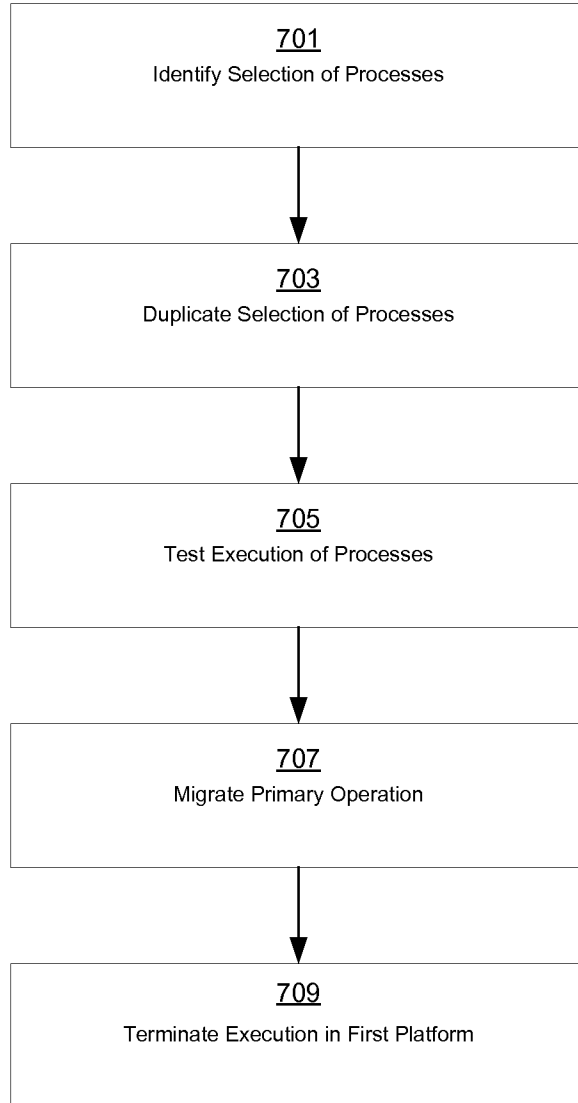 701
Identify Selection of Processes
703
Duplicate Selection of Processes
705
Test Execution of Processes
707
Migrate Primary Operation
709
Terminate Execution in First Platform